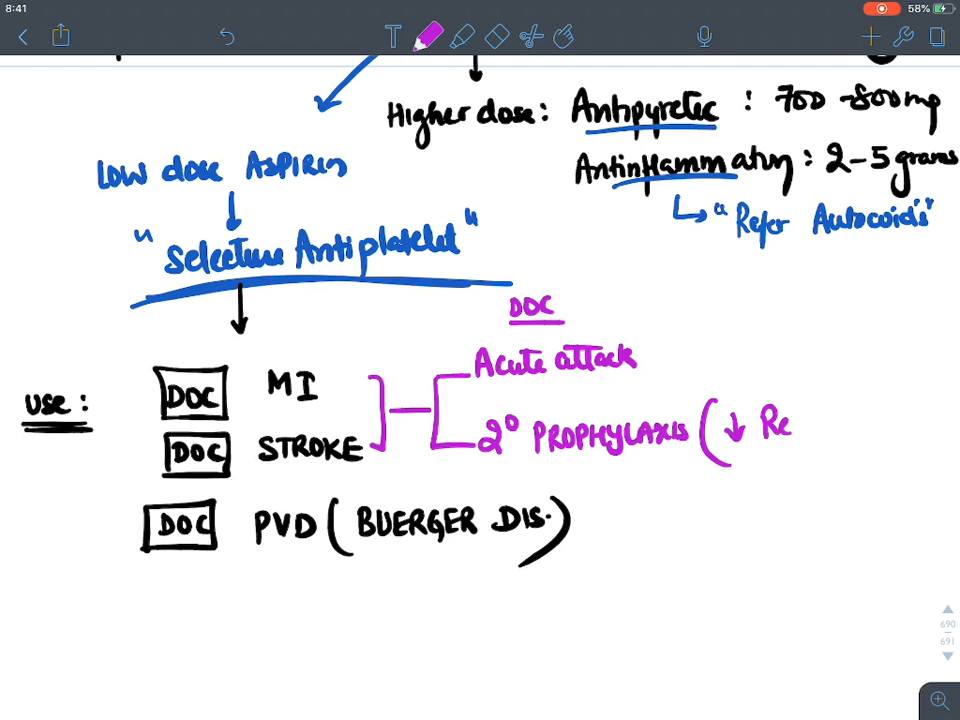 8:41
58%
T
Higher dose: Antipyretic : 700-800mg
Antinflammatory : 2-5 grams
"Refer Autocoids"
LOW dose ASPIRIN
"Selective Antiplatelet"
DOC
USE:
DOC MI
Acute attack
DOC STROKE
2° PROPHYLAXIS (↓ Re
DOC PVD (BUERGER DIS.)
690
691